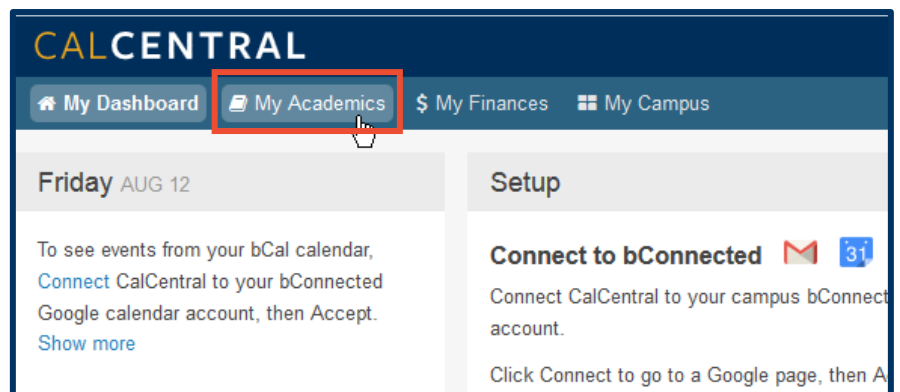 CALCENTRAL
My Dashboard My Academics $ My Finances My Campus
Friday AUG 12
To see events from your bCal calendar,
Connect CalCentral to your bConnected
Google calendar account, then Accept.
Show more
Setup
Connect to bConnected 31
Connect CalCentral to your campus bConnect
account.
Click Connect to go to a Google page, then A